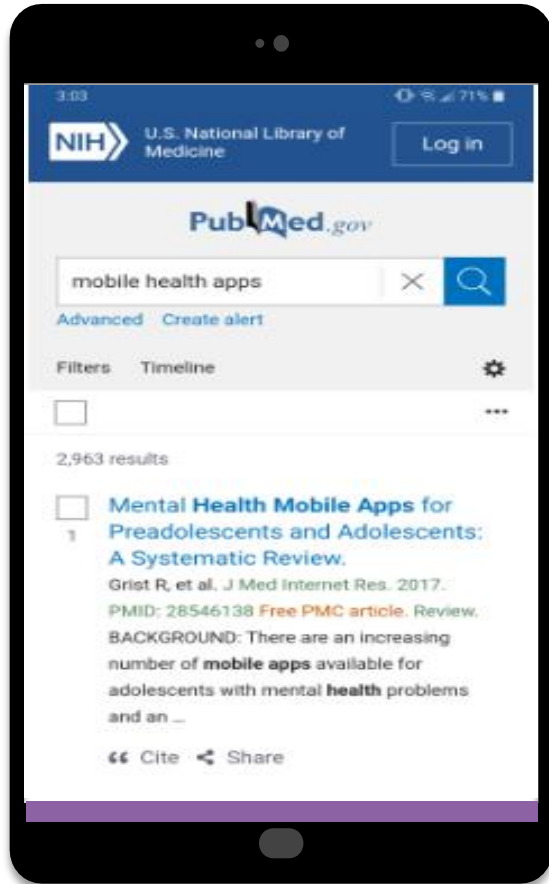 3:03 71%
NIH U.S. National Library of
Medicine
Log in
PubMed.gov
mobile health apps
Advanced Create alert
Filters Timeline
2,963 results
1
Mental Health Mobile Apps for
Preadolescents and Adolescents:
A Systematic Review.
Grist R, et al. J Med Internet Res. 2017.
PMID: 28546138 Free PMC article. Review.
BACKGROUND: There are an increasing
number of mobile apps available for
adolescents with mental health problems
and an ...
Cite Share